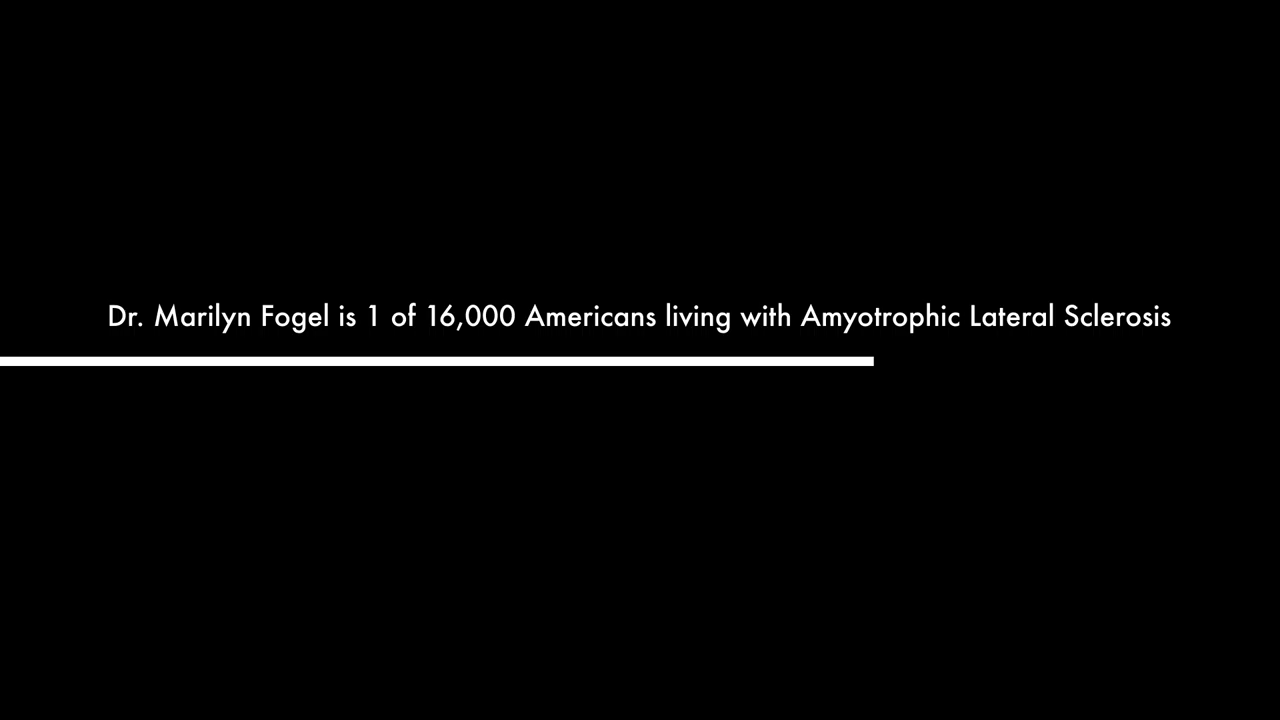 Dr. Marilyn Fogel is 1 of 16,000 Americans living with Amyotrophic Lateral Sclerosis